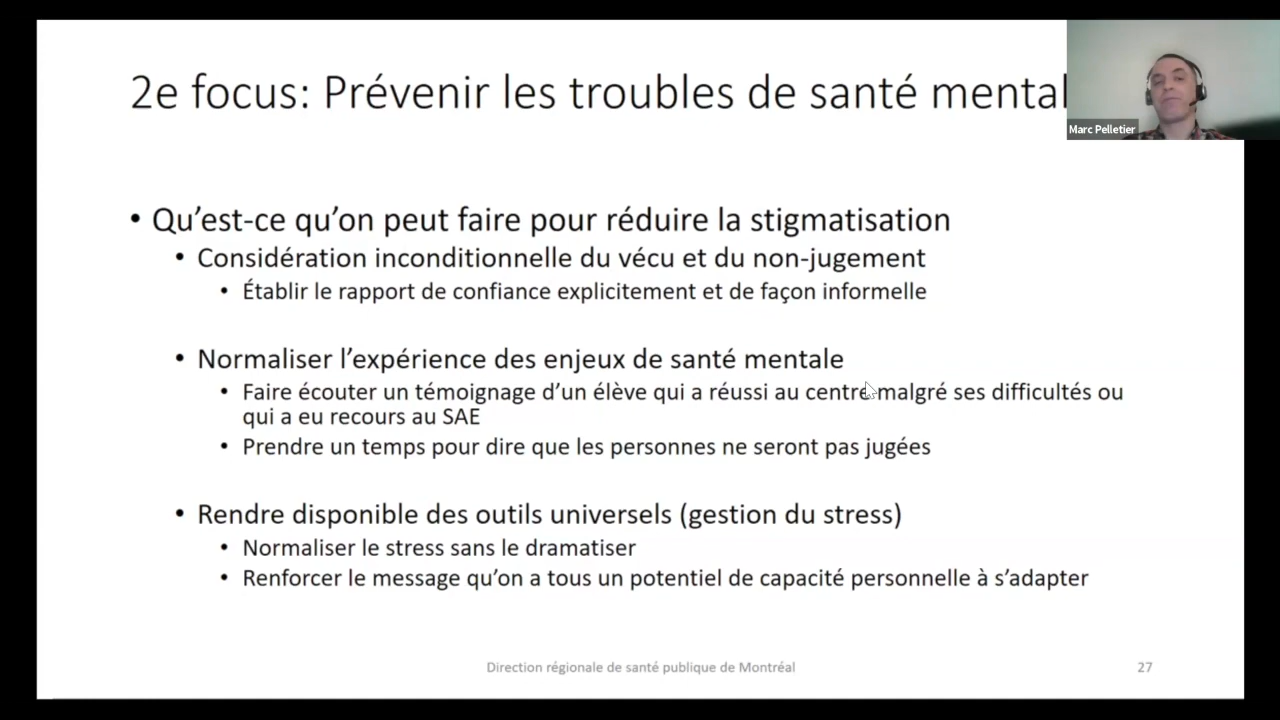 2e focus: Prévenir les troubles de santé mental
Marc Pelletier
• Qu’est-ce qu’on peut faire pour réduire la stigmatisation
• Considération inconditionnelle du vécu et du non-jugement
• Établir le rapport de confiance explicitement et de façon informelle
• Normaliser l’expérience des enjeux de santé mentale
• Faire écouter un témoignage d’un élève qui a réussi au centre malgré ses difficultés ou
qui a eu recours au SAE
• Prendre un temps pour dire que les personnes ne seront pas jugées
• Rendre disponible des outils universels (gestion du stress)
• Normaliser le stress sans le dramatiser
• Renforcer le message qu’on a tous un potentiel de capacité personnelle à s’adapter
Direction régionale de santé publique de Montréal
27